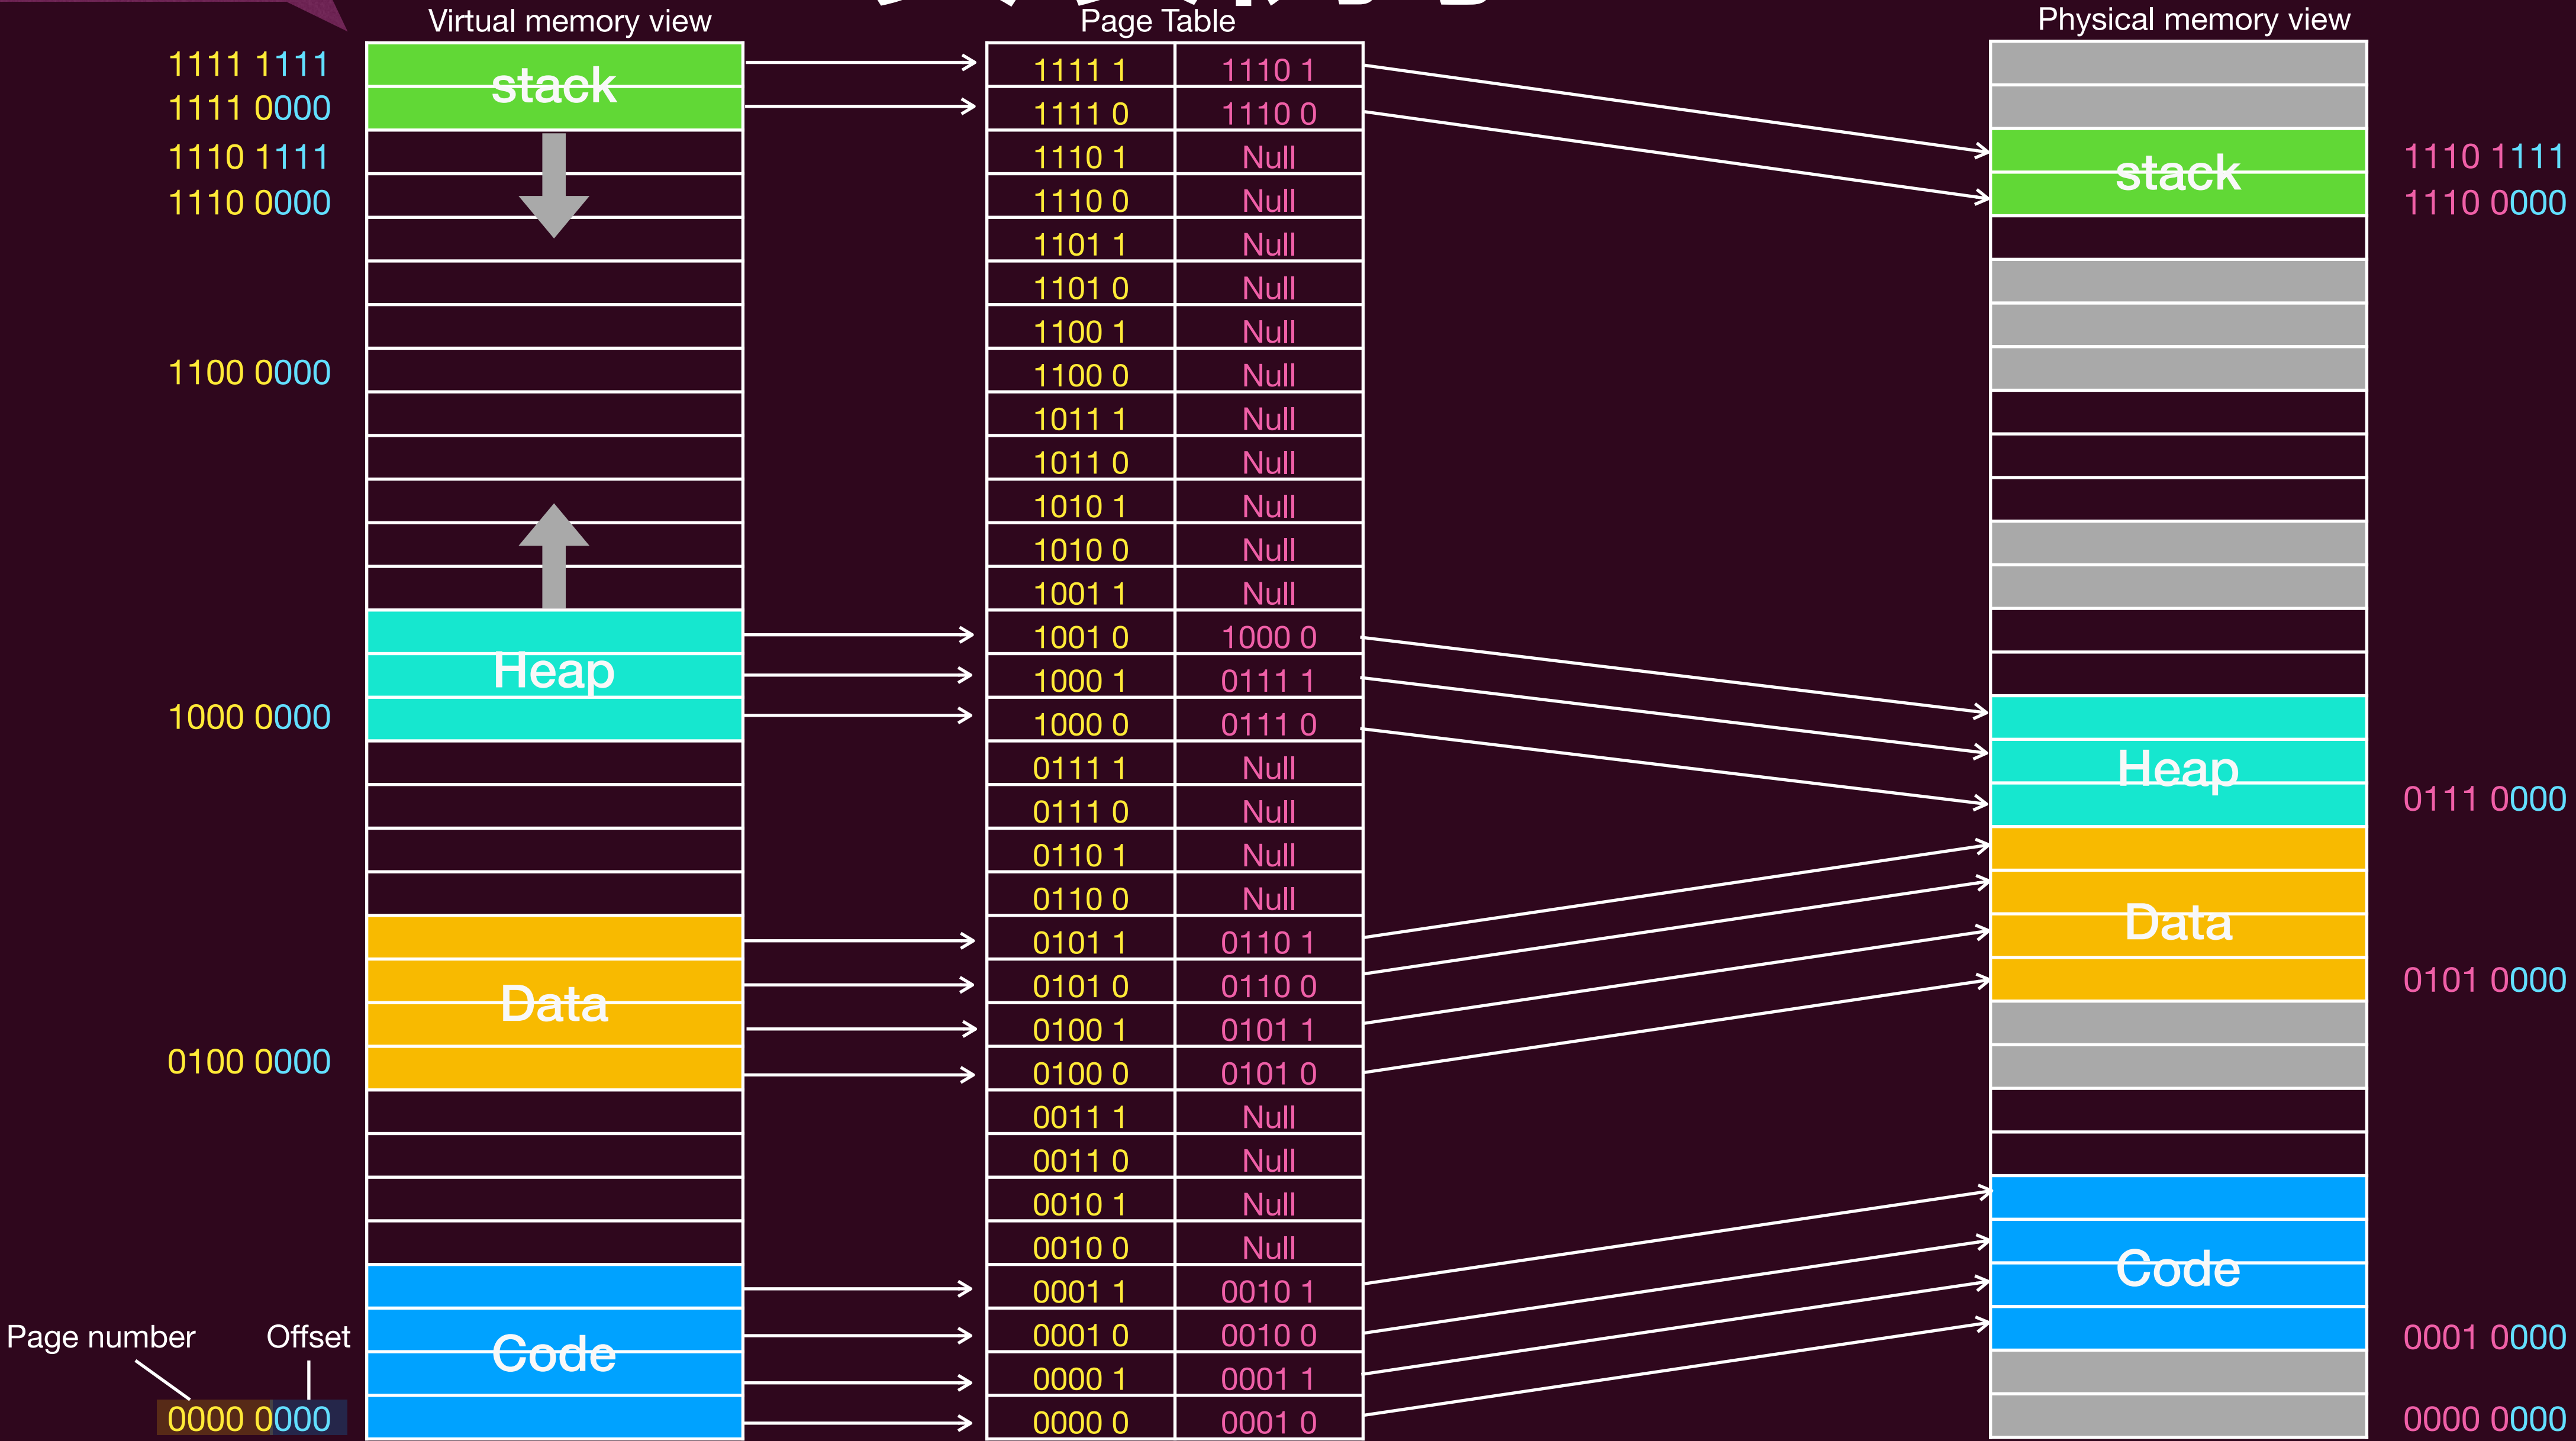 Virtual memory view
Page Table
Physical memory view
1111 1111
1111 0000
1110 1111
1110 0000
1100 0000
1000 0000
0100 0000
Page number
Offset
0000 0000
stack
Heap
Data
Code
1111 1 1110 1
1111 0 1110 0
1110 1 Null
1110 0 Null
1101 1 Null
1101 0 Null
1100 1 Null
1100 0 Null
1011 1 Null
1011 0 Null
1010 1 Null
1010 0 Null
1001 1 Null
1001 0 1000 0
1000 1 0111 1
1000 0 0111 0
0111 1 Null
0111 0 Null
0110 1 Null
0110 0 Null
0101 1 0110 1
0101 0 0110 0
0100 1 0101 1
0100 0 0101 0
0011 1 Null
0011 0 Null
0010 1 Null
0010 0 Null
0001 1 0010 1
0001 0 0010 0
0000 1 0001 1
0000 0 0001 0
stack
Heap
Data
Code
1110 1111
1110 0000
0111 0000
0101 0000
0001 0000
0000 0000